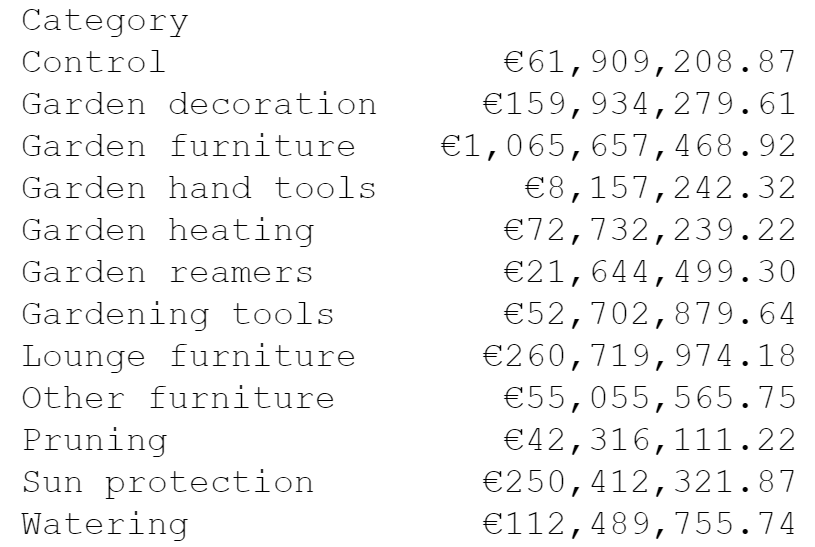 Category
Control €61,909,208.87
Garden decoration €159,934,279.61
Garden furniture €1,065,657,468.92
Garden hand tools €8,157,242.32
Garden heating €72,732,239.22
Garden reamers €21,644,499.30
Gardening tools €52,702,879.64
Lounge furniture €260,719,974.18
Other furniture €55,055,565.75
Pruning €42,316,111.22
Sun protection €250,412,321.87
Watering €112,489,755.74